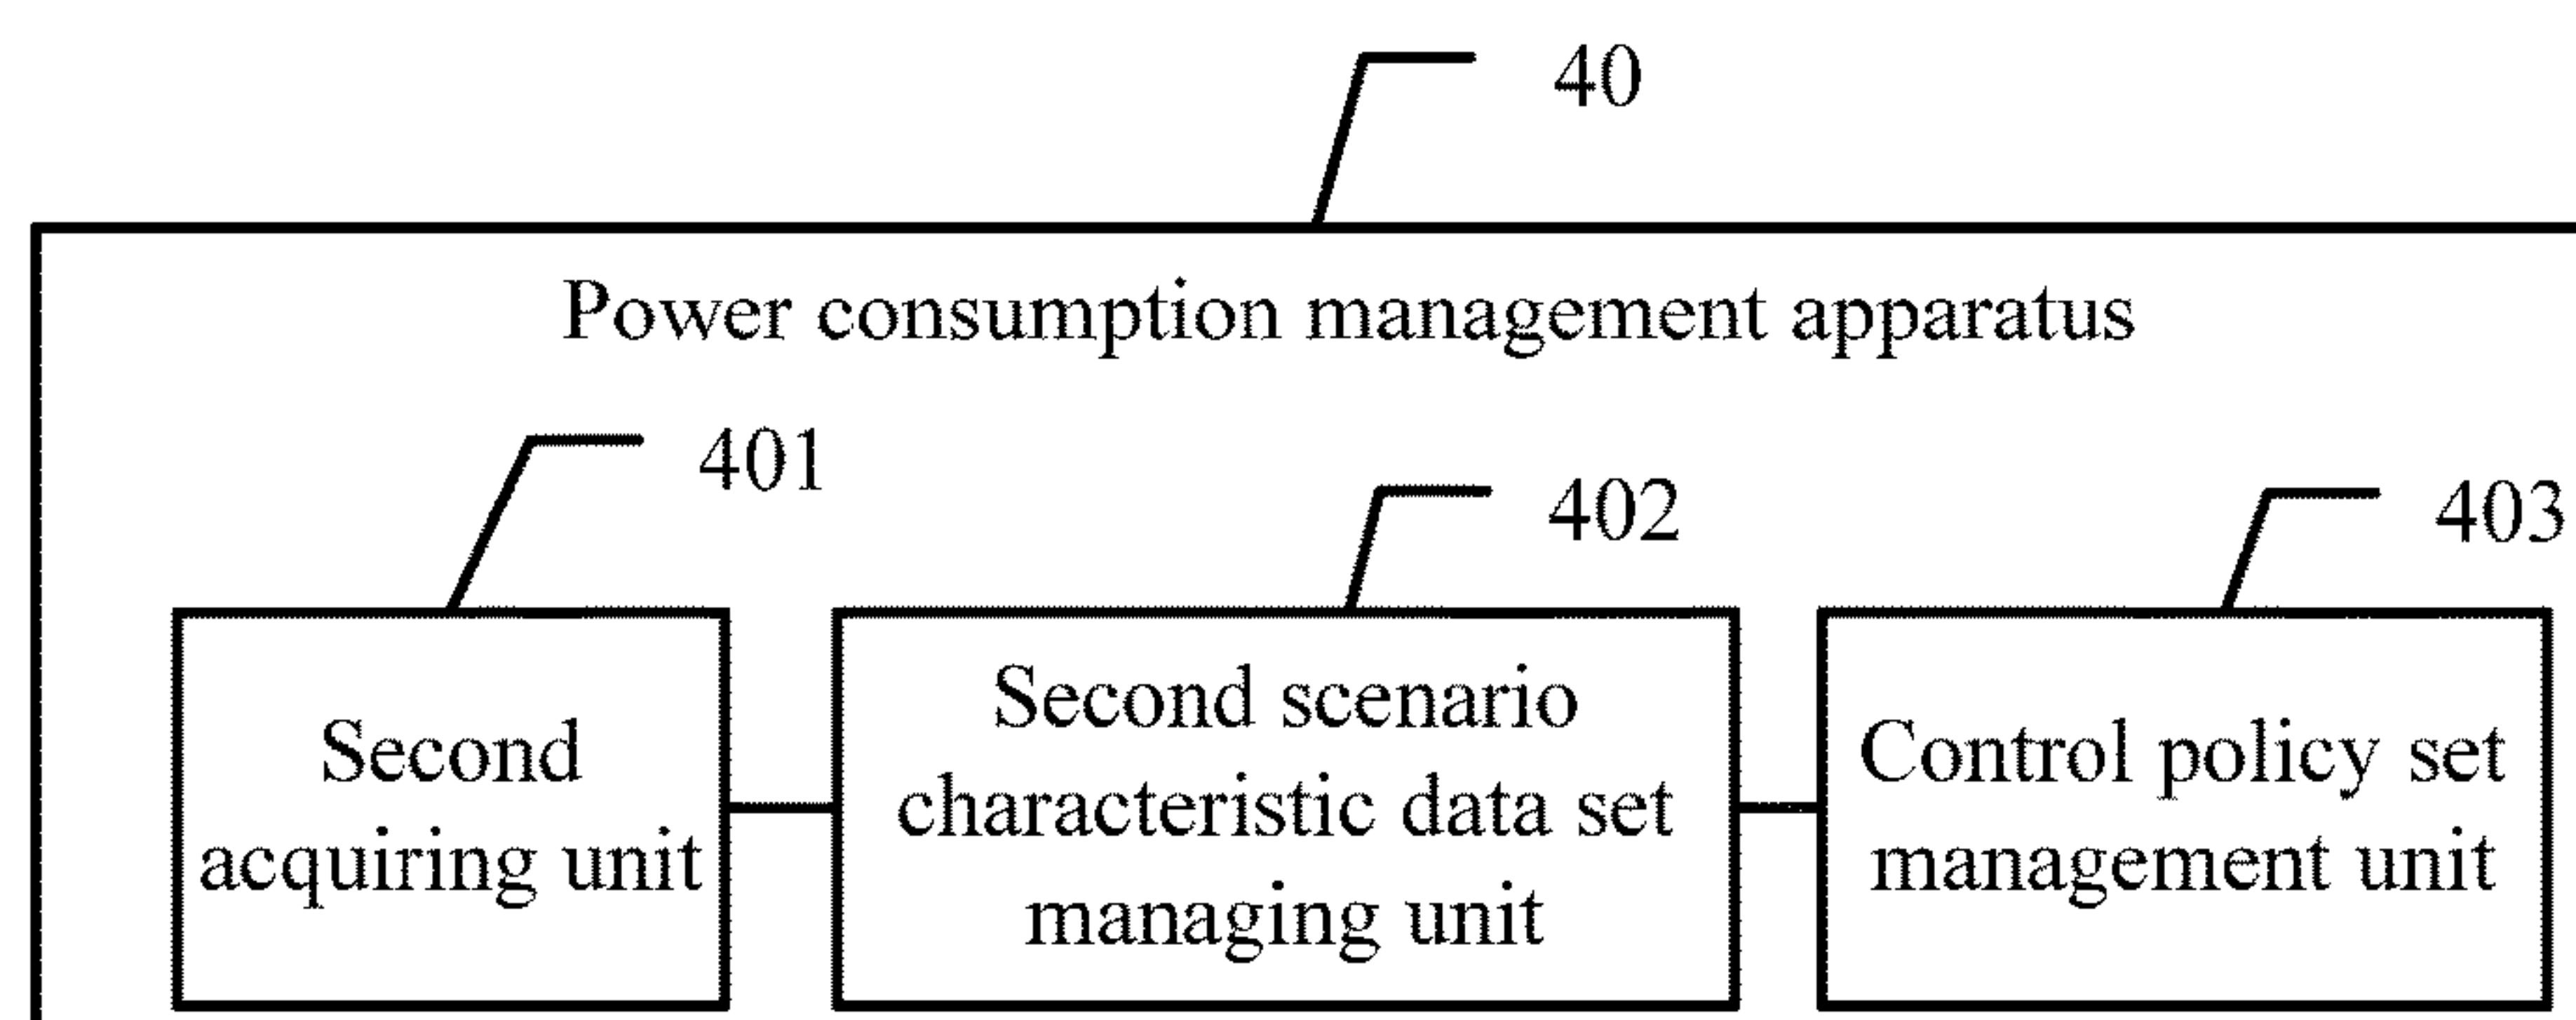 40
Power consumption management apparatus
401
402
403
Second
acquiring unit
Second scenario
characteristic data set
managing unit
Control policy set
management unit